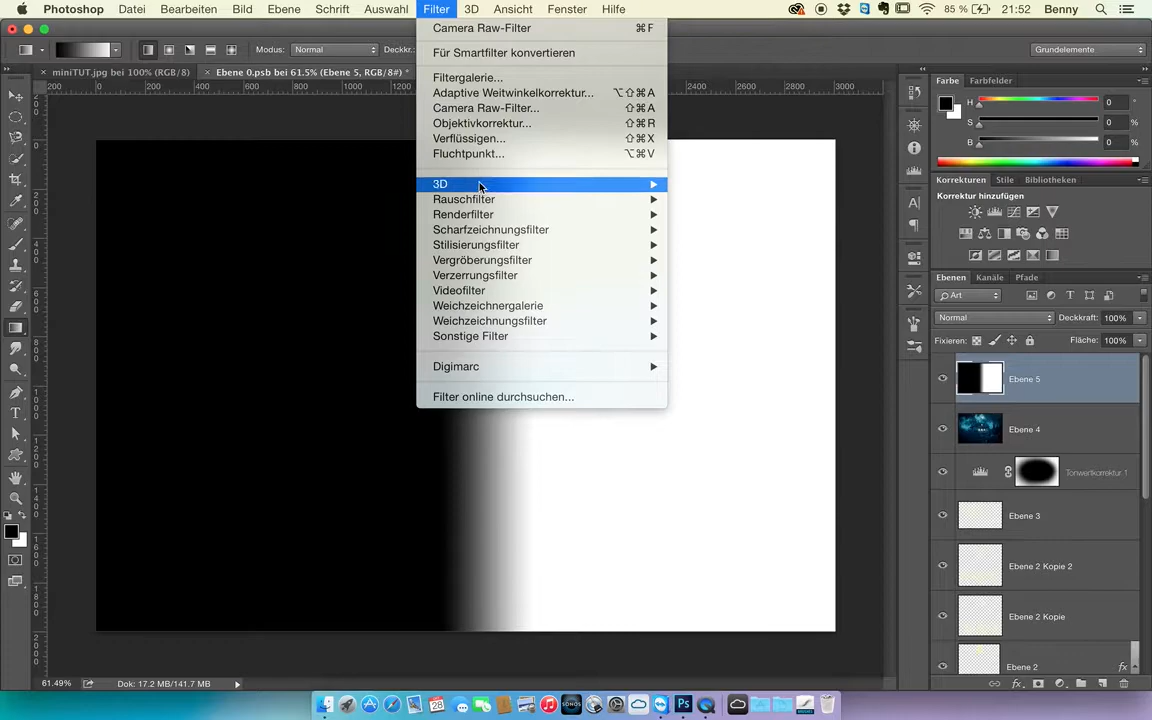 Photoshop Datei Bearbeiten Bild Ebene Schrift Auswahl Filter 3D Ansicht Fenster Hilfe 85 % 21:52 Benny
Modus: Normal Deckkr.: Grundelemente
miniTUT.jpg bei 100% (RGB/8) Ebene 0.psb bei 61.5% (Ebene 5, RGB/8#) *
200 0 200 400 600 800 1000 1200 1400 2400 2600 2800 3000
Camera Raw-Filter ⌘F
Für Smartfilter konvertieren
Filtergalerie...
Adaptive Weitwinkelkorrektur... ⌥⇧⌘A
Camera Raw-Filter... ⇧⌘A
Objektivkorrektur... ⇧⌘R
Verflüssigen... ⇧⌘X
Fluchtpunkt... ⌥⌘V
3D
Rauschfilter
Renderfilter
Scharfzeichnungsfilter
Stilisierungsfilter
Vergröberungsfilter
Verzerrungsfilter
Videofilter
Weichzeichnergalerie
Weichzeichnungsfilter
Sonstige Filter
Digimarc
Filter online durchsuchen...
Farbe Farbfelder
H 0 °
S 0 %
B 0 %
Korrekturen Stile Bibliotheken
Korrektur hinzufügen
Ebenen Kanäle Pfade
Art
Normal Deckkraft: 100%
Fixieren: Fläche: 100%
Ebene 5
Ebene 4
Tonwertkorrektur 1
Ebene 3
Ebene 2 Kopie 2
Ebene 2 Kopie
Ebene 2 fx
61.49% Dok: 17.2 MB/141.7 MB
28 SONOS Ps